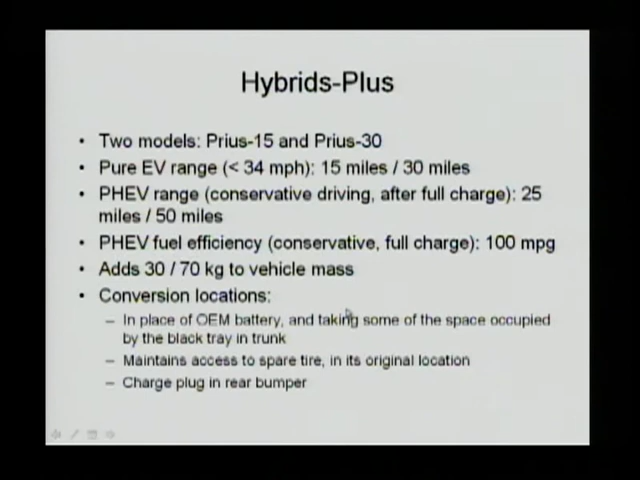 Hybrids-Plus
• Two models: Prius-15 and Prius-30
• Pure EV range (< 34 mph): 15 miles / 30 miles
• PHEV range (conservative driving, after full charge): 25
miles / 50 miles
• PHEV fuel efficiency (conservative, full charge): 100 mpg
• Adds 30 / 70 kg to vehicle mass
• Conversion locations:
– In place of OEM battery, and taking some of the space occupied
by the black tray in trunk
– Maintains access to spare tire, in its original location
– Charge plug in rear bumper